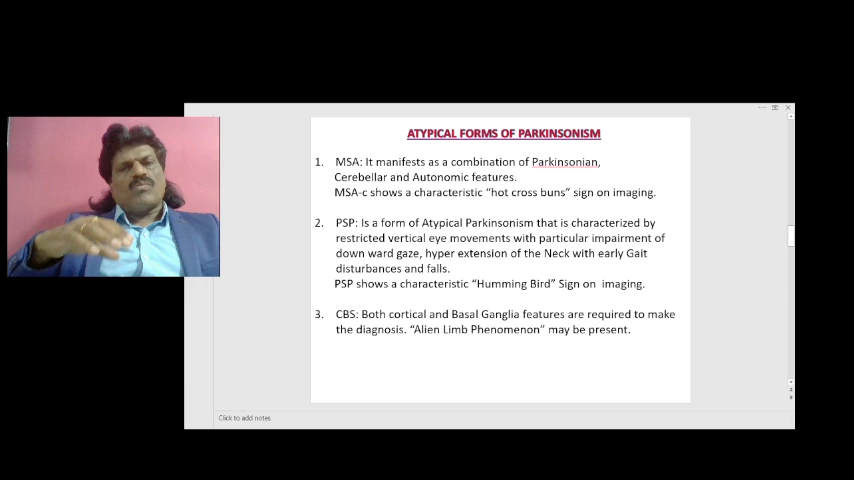 ATYPICAL FORMS OF PARKINSONISM
1. MSA: It manifests as a combination of Parkinsonian,
Cerebellar and Autonomic features.
MSA-c shows a characteristic “hot cross buns” sign on imaging.
2. PSP: Is a form of Atypical Parkinsonism that is characterized by
restricted vertical eye movements with particular impairment of
down ward gaze, hyper extension of the Neck with early Gait
disturbances and falls.
PSP shows a characteristic “Humming Bird” Sign on imaging.
3. CBS: Both cortical and Basal Ganglia features are required to make
the diagnosis. “Alien Limb Phenomenon” may be present.
Click to add notes